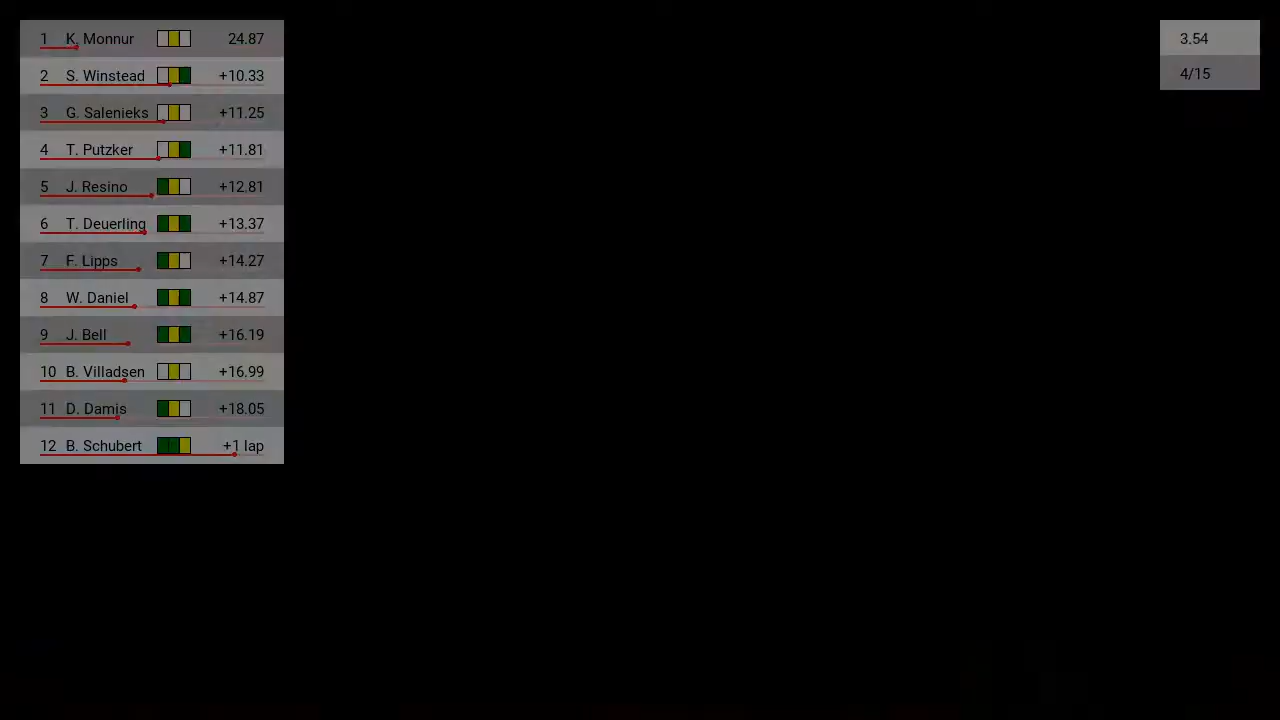 1 K. Monnur 24.87
2 S. Winstead +10.33
3 G. Salenieks +11.25
4 T. Putzker +11.81
5 J. Resino +12.81
6 T. Deuerling +13.37
7 F. Lipps +14.27
8 W. Daniel +14.87
9 J. Bell +16.19
10 B. Villadsen +16.99
11 D. Damis +18.05
12 B. Schubert +1 lap
3.54
4/15